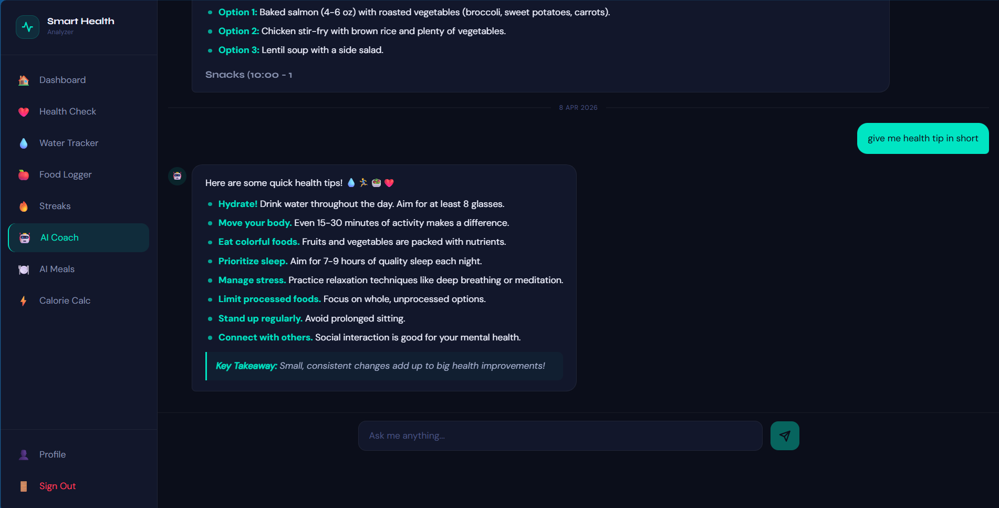 Smart Health
Analyzer
Dashboard
Health Check
Water Tracker
Food Logger
Streaks
AI Coach
AI Meals
Calorie Calc
Profile
Sign Out
Option 1: Baked salmon (4-6 oz) with roasted vegetables (broccoli, sweet potatoes, carrots).
Option 2: Chicken stir-fry with brown rice and plenty of vegetables.
Option 3: Lentil soup with a side salad.
Snacks (10:00 - 1
8 APR 2026
give me health tip in short
Here are some quick health tips! 💧🏃🥗❤️
Hydrate! Drink water throughout the day. Aim for at least 8 glasses.
Move your body. Even 15-30 minutes of activity makes a difference.
Eat colorful foods. Fruits and vegetables are packed with nutrients.
Prioritize sleep. Aim for 7-9 hours of quality sleep each night.
Manage stress. Practice relaxation techniques like deep breathing or meditation.
Limit processed foods. Focus on whole, unprocessed options.
Stand up regularly. Avoid prolonged sitting.
Connect with others. Social interaction is good for your mental health.
Key Takeaway: Small, consistent changes add up to big health improvements!
Ask me anything...